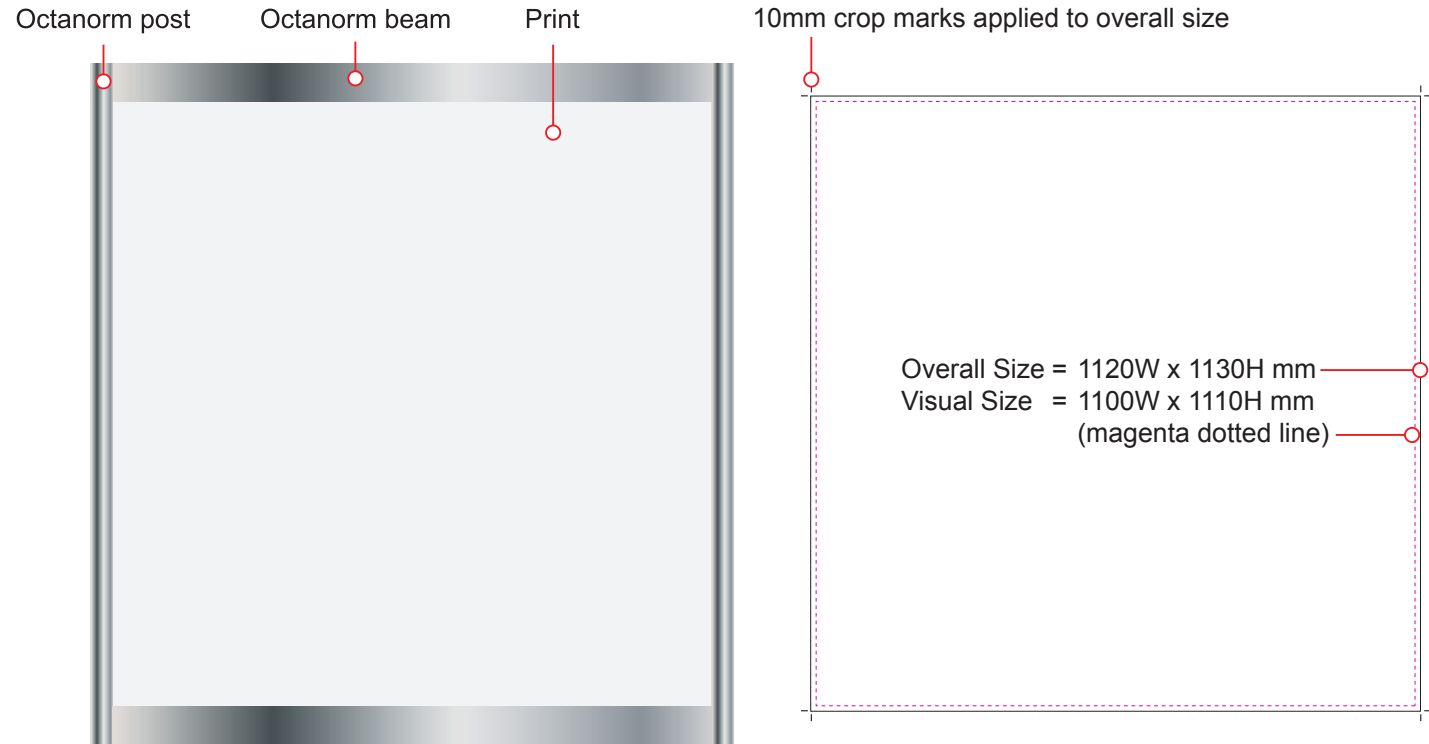 Octanorm post
Octanorm beam
Print
10mm crop marks applied to overall size
Overall Size = 1120W x 1130H mm
Visual Size = 1100W x 1110H mm
(magenta dotted line)